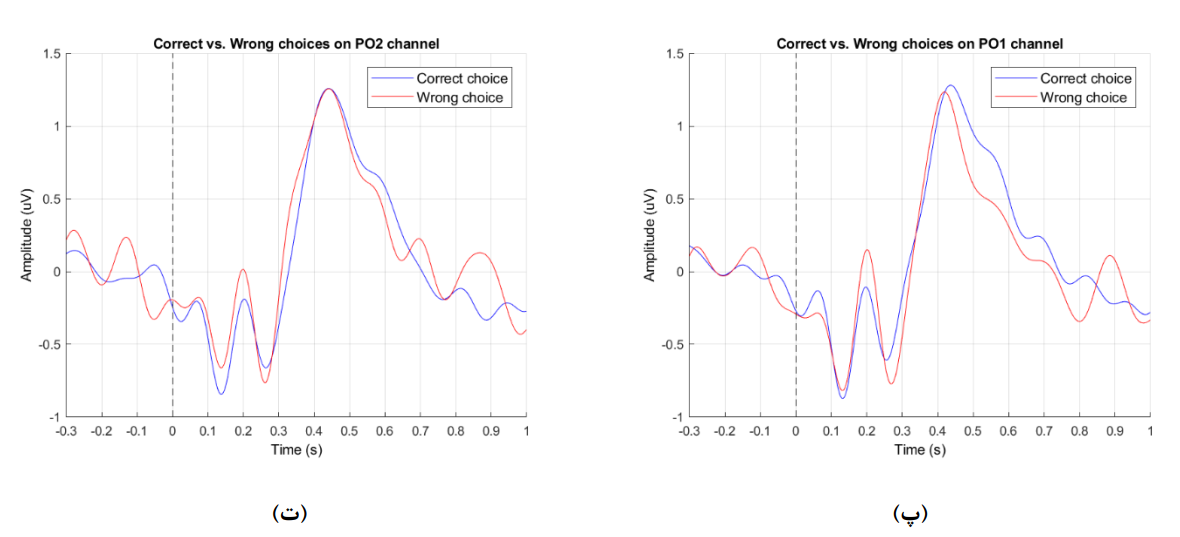 Correct vs. Wrong choices on PO2 channel
1.5
1
0.5
0
-0.5
-1
Amplitude (uV)
Correct choice
Wrong choice
-0.3 -0.2 -0.1 0 0.1 0.2 0.3 0.4 0.5 0.6 0.7 0.8 0.9 1
Time (s)
(ت)
Correct vs. Wrong choices on PO1 channel
1.5
1
0.5
0
-0.5
-1
Amplitude (uV)
Correct choice
Wrong choice
-0.3 -0.2 -0.1 0 0.1 0.2 0.3 0.4 0.5 0.6 0.7 0.8 0.9 1
Time (s)
(پ)